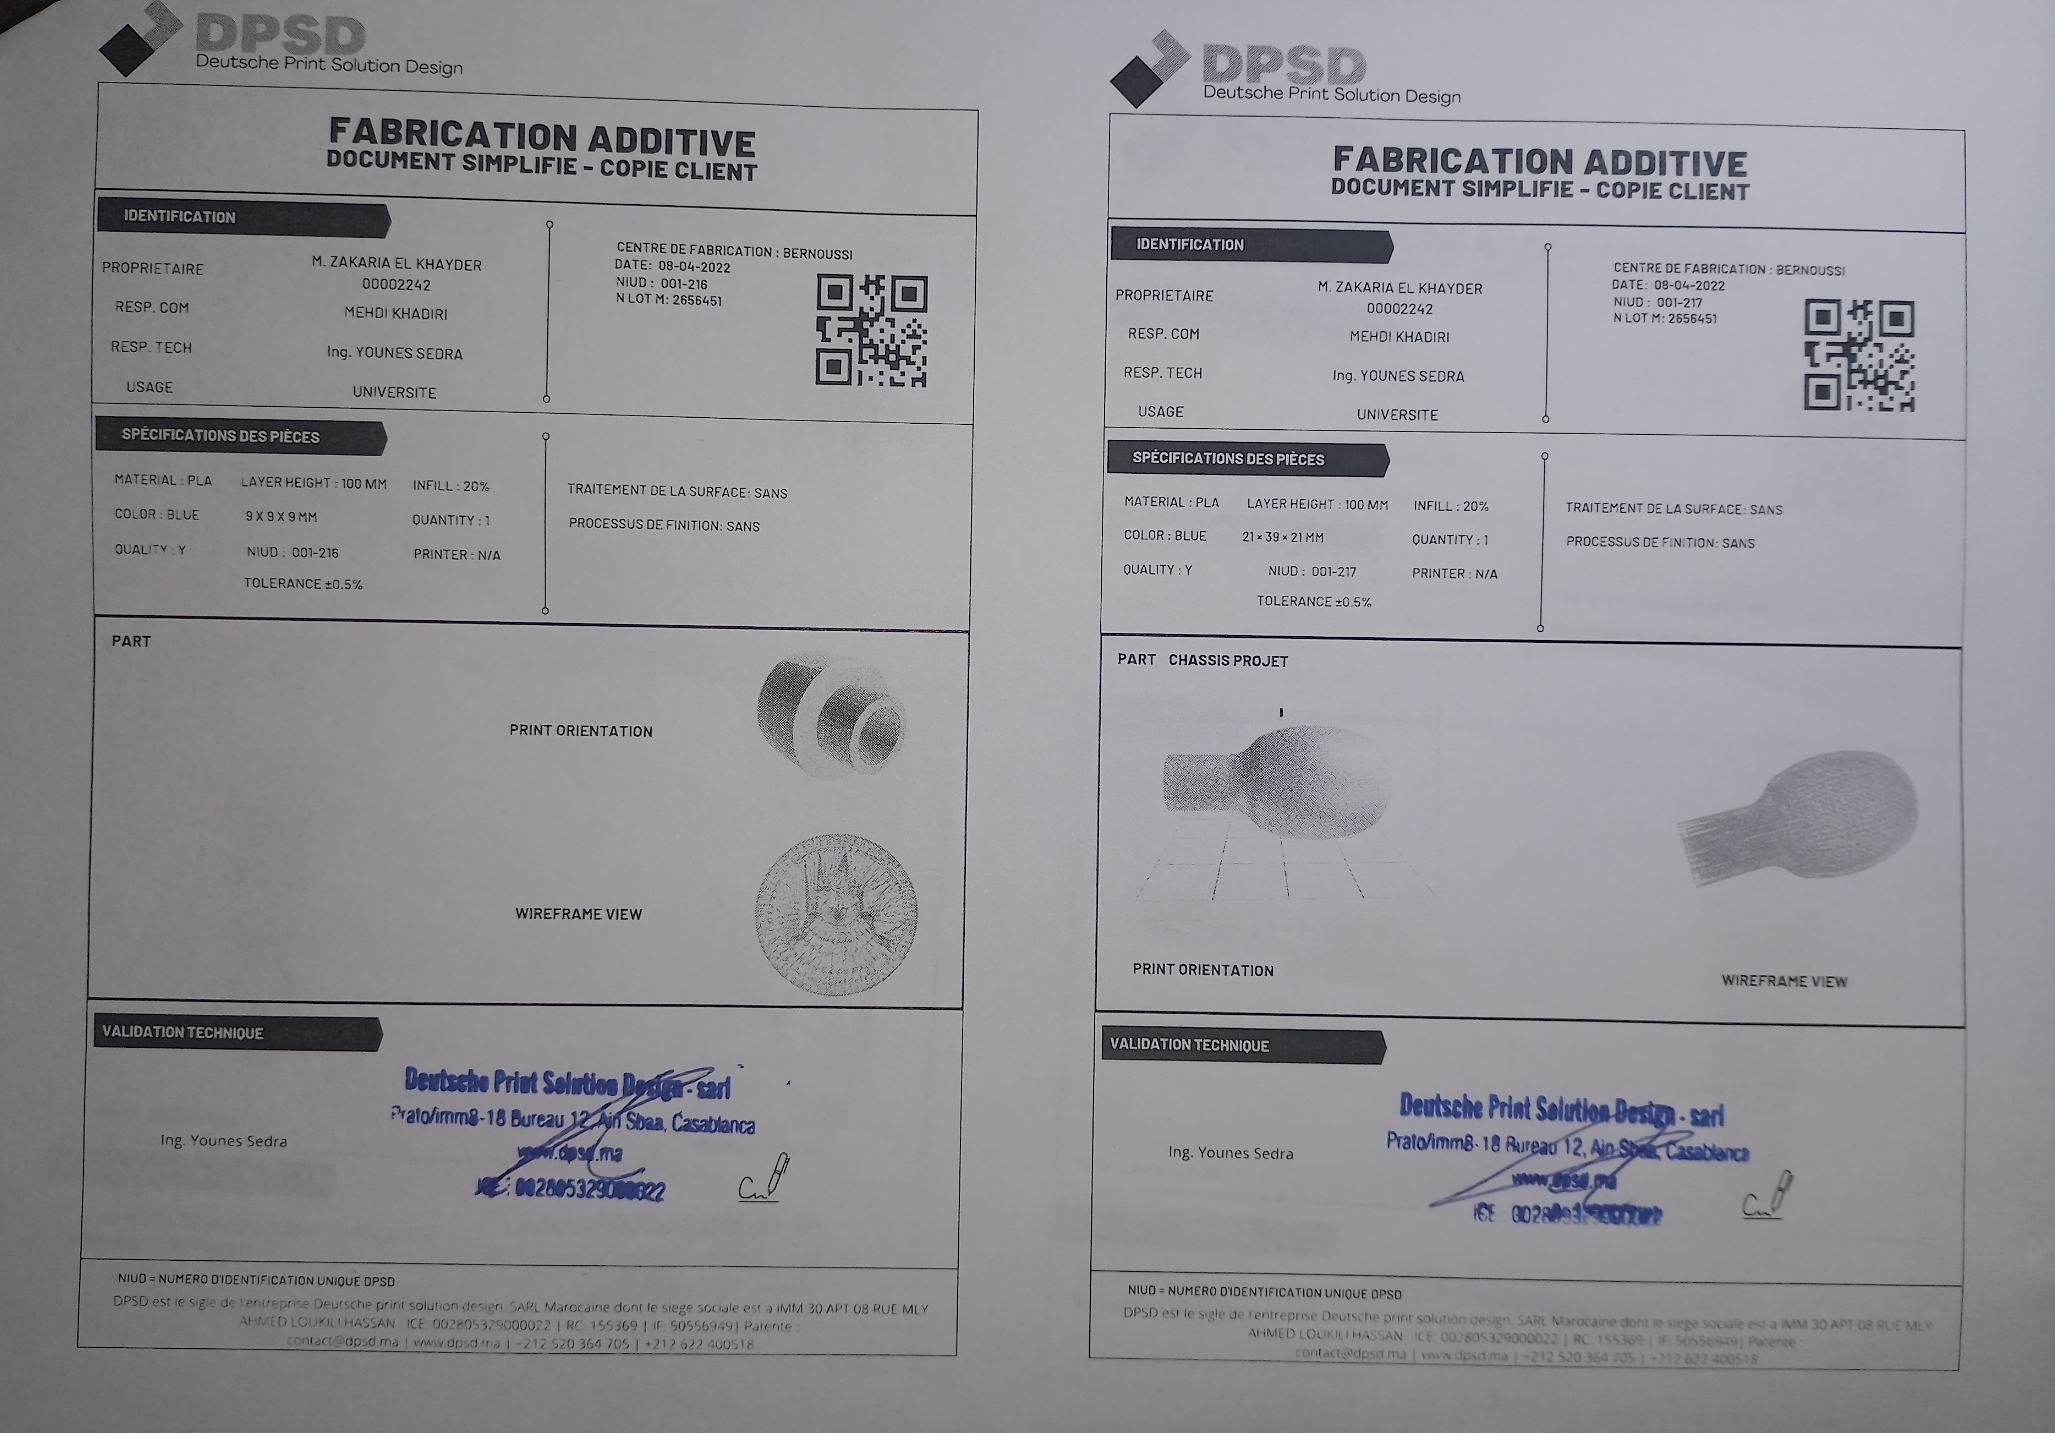 DPSD
Deutsche Print Solution Design
FABRICATION ADDITIVE
DOCUMENT SIMPLIFIE - COPIE CLIENT
IDENTIFICATION
PROPRIETAIRE M. ZAKARIA EL KHAYDER
00002242
RESP. COM MEHDI KHADIRI
RESP. TECH Ing. YOUNES SEDRA
USAGE UNIVERSITE
CENTRE DE FABRICATION : BERNOUSSI
DATE: 08-04-2022
NIUD : 001-216
N LOT M: 2656451
SPÉCIFICATIONS DES PIÈCES
MATERIAL : PLA LAYER HEIGHT : 100 MM INFILL : 20%
COLOR : BLUE 9 X 9 X 9 MM QUANTITY : 1
QUALITY : Y NIUD : 001-216 PRINTER : N/A
TOLERANCE ±0.5%
TRAITEMENT DE LA SURFACE: SANS
PROCESSUS DE FINITION: SANS
PART
PRINT ORIENTATION
WIREFRAME VIEW
VALIDATION TECHNIQUE
Ing. Younes Sedra
Deutsche Print Solution Design - sarl
Prato/imm8-18 Bureau 12, Ain Sbaa, Casablanca
www.dpsd.ma
ICE : 002805329000022
NIUD = NUMERO D'IDENTIFICATION UNIQUE DPSD
DPSD est le sigle de l'entreprise Deutsche print solution design. SARL Marocaine dont le siege sociale est a IMM 30 APT 08 RUE MLY
AHMED LOUKILI HASSAN ICE: 002805329000022 | RC: 155369 | IF: 50556949| Patente :
contact@dpsd.ma | www.dpsd.ma | +212 520 364 705 | +212 622 400518
DPSD
Deutsche Print Solution Design
FABRICATION ADDITIVE
DOCUMENT SIMPLIFIE - COPIE CLIENT
IDENTIFICATION
PROPRIETAIRE M. ZAKARIA EL KHAYDER
00002242
RESP. COM MEHDI KHADIRI
RESP. TECH Ing. YOUNES SEDRA
USAGE UNIVERSITE
CENTRE DE FABRICATION : BERNOUSSI
DATE: 08-04-2022
NIUD : 001-217
N LOT M: 2656451
SPÉCIFICATIONS DES PIÈCES
MATERIAL : PLA LAYER HEIGHT : 100 MM INFILL : 20%
COLOR : BLUE 21 × 39 × 21 MM QUANTITY : 1
QUALITY : Y NIUD : 001-217 PRINTER : N/A
TOLERANCE ±0.5%
TRAITEMENT DE LA SURFACE: SANS
PROCESSUS DE FINITION: SANS
PART CHASSIS PROJET
PRINT ORIENTATION
WIREFRAME VIEW
VALIDATION TECHNIQUE
Ing. Younes Sedra
Deutsche Print Solution Design - sarl
Prato/imm8-18 Bureau 12, Ain Sbaa, Casablanca
www.dpsd.ma
ICE
NIUD = NUMERO D'IDENTIFICATION UNIQUE DPSD
DPSD est le sigle de l'entreprise Deutsche print solution design. SARL Marocaine dont le siege sociale est a IMM 30 APT 08 RUE MLY
AHMED LOUKILI HASSAN ICE: 002805329000022 | RC: 155369 | IF: 50556949| Patente :
contact@dpsd.ma | www.dpsd.ma | +212 520 364 705 | +212 622 400518